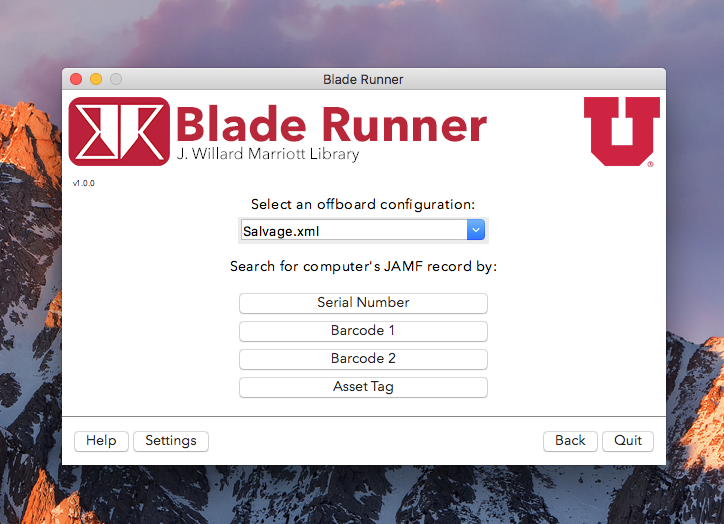 Blade Runner
Blade Runner
J. Willard Marriott Library
U
®
v1.0.0
Select an offboard configuration:
Salvage.xml
Search for computer's JAMF record by:
Serial Number
Barcode 1
Barcode 2
Asset Tag
Help Settings Back Quit